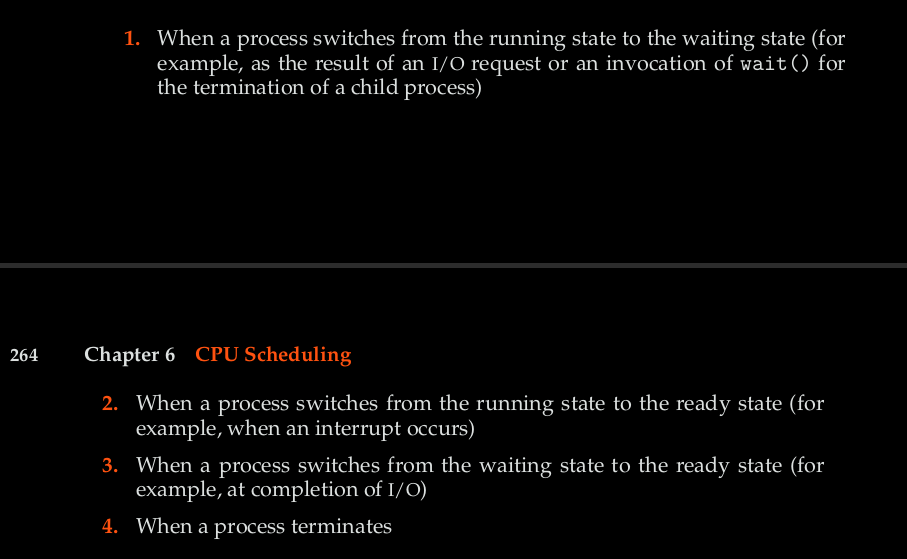 1. When a process switches from the running state to the waiting state (for
example, as the result of an I/O request or an invocation of wait() for
the termination of a child process)
264 Chapter 6 CPU Scheduling
2. When a process switches from the running state to the ready state (for
example, when an interrupt occurs)
3. When a process switches from the waiting state to the ready state (for
example, at completion of I/O)
4. When a process terminates